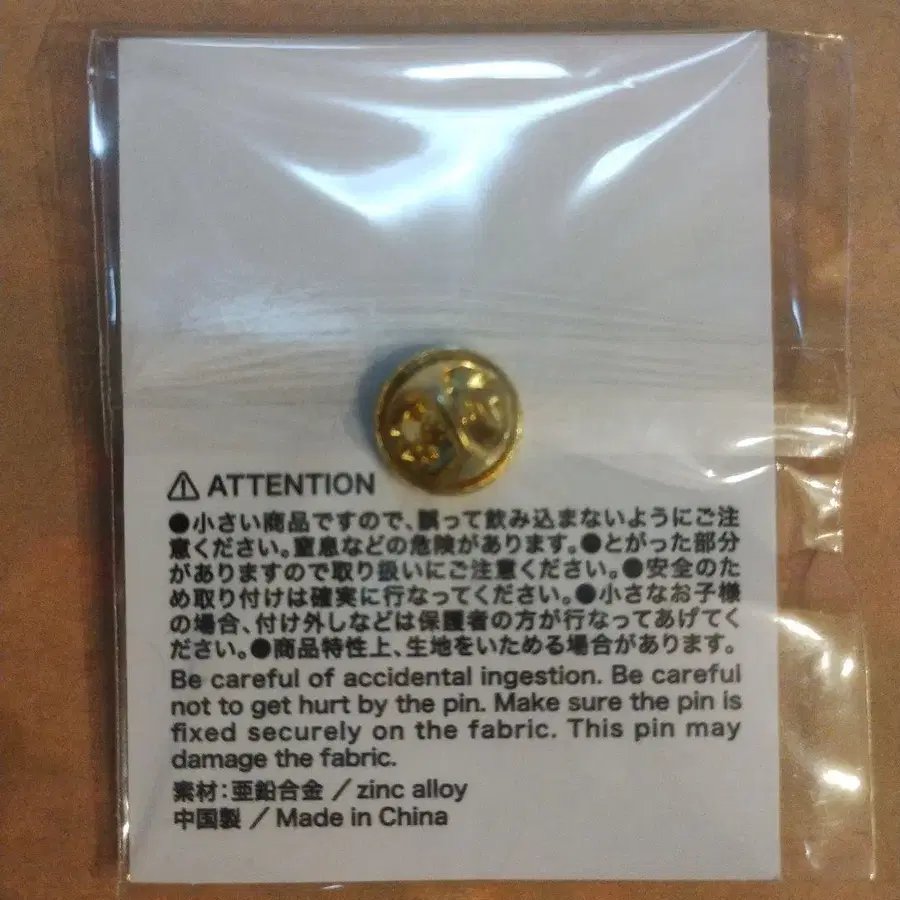 ⚠ ATTENTION
●小さい商品ですので、誤って飲み込まないようにご注
意ください。窒息などの危険があります。●とがった部分
がありますので取り扱いにご注意ください。●安全のた
め取り付けは確実に行なってください。●小さなお子様
の場合、付け外しなどは保護者の方が行なってあげてく
ださい。●商品特性上、生地をいためる場合があります。
Be careful of accidental ingestion. Be careful
not to get hurt by the pin. Make sure the pin is
fixed securely on the fabric. This pin may
damage the fabric.
素材：亜鉛合金 / zinc alloy
中国製 / Made in China